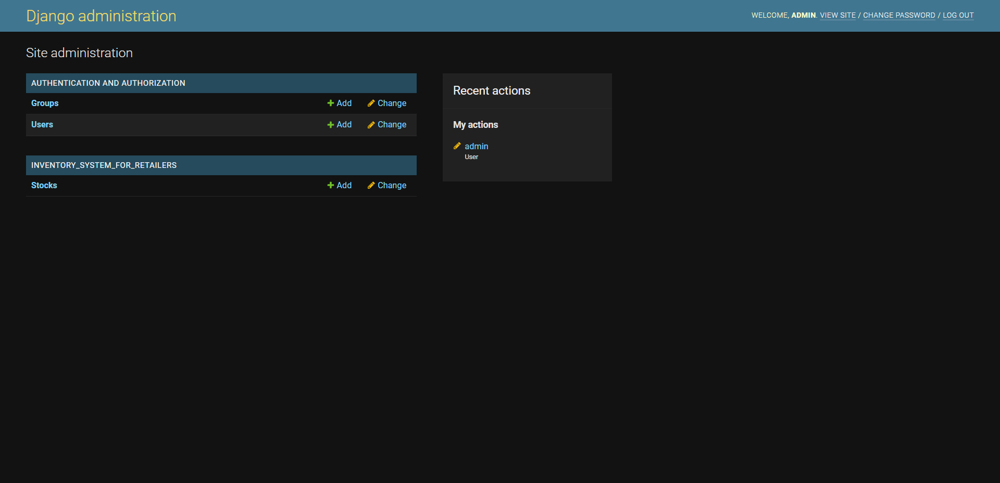 Django administration
WELCOME, ADMIN. VIEW SITE / CHANGE PASSWORD / LOG OUT
Site administration
AUTHENTICATION AND AUTHORIZATION
Groups Add Change
Users Add Change
INVENTORY_SYSTEM_FOR_RETAILERS
Stocks Add Change
Recent actions
My actions
admin
User